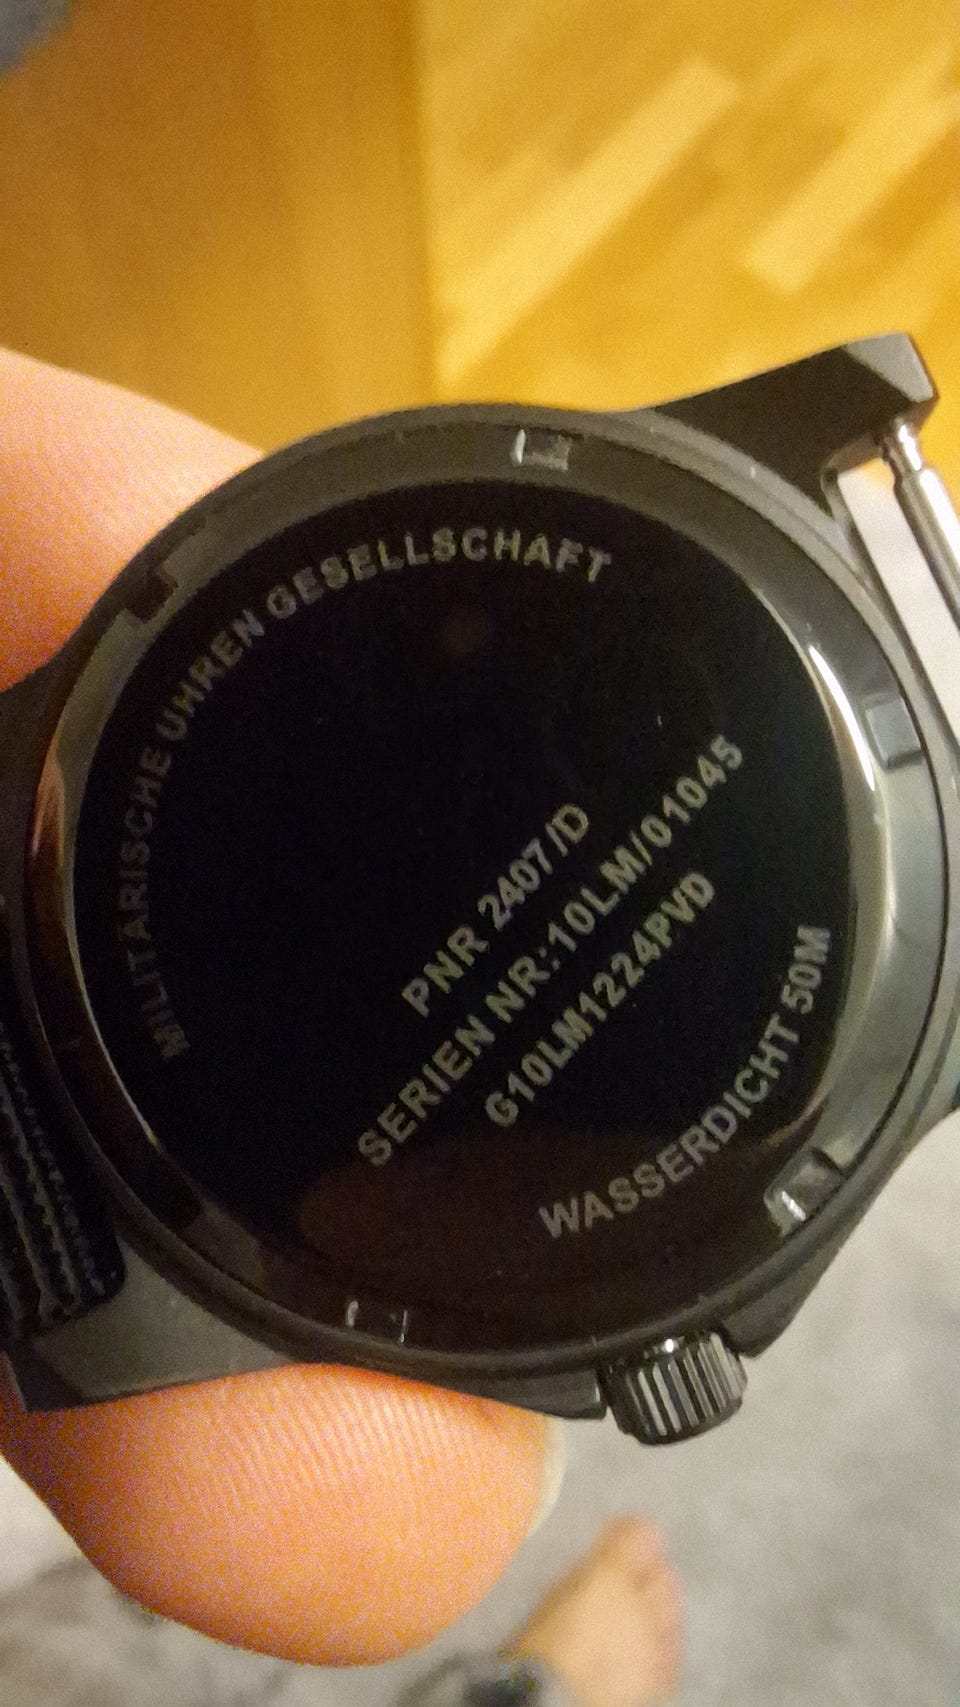 MILITÄRISCHE UHREN GESELLSCHAFT
PNR 2407/D
SERIEN NR:10LM/01045
G10LM1224PVD
WASSERDICHT 50M